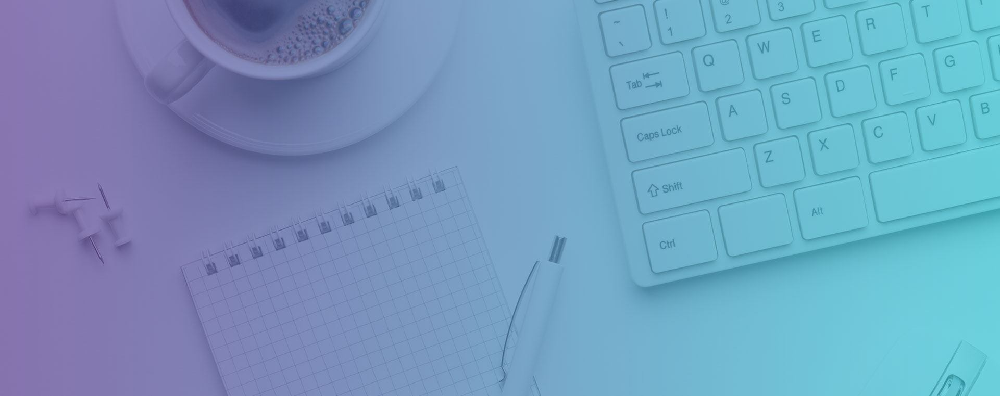 ~ ! @ 3
` 1 2
Tab Q W E R T
Caps Lock A S D F G
Shift Z X C V B
Ctrl Alt